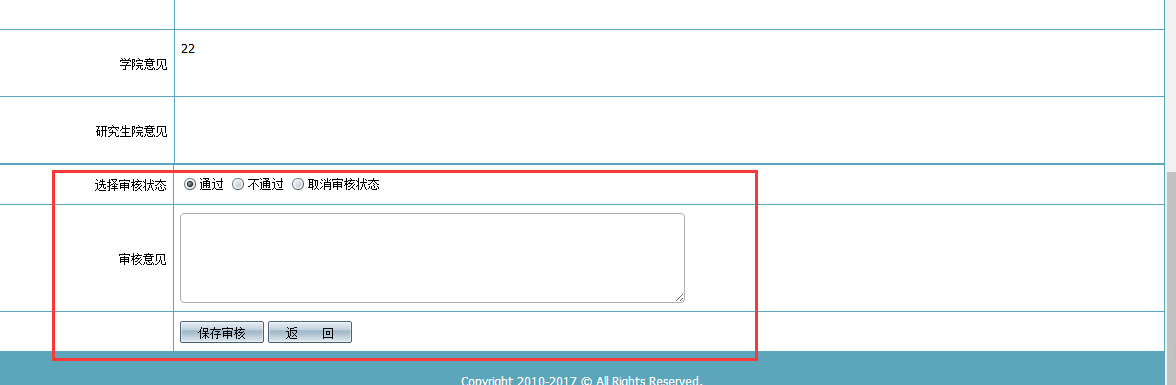 22
学院意见
研究生院意见
选择审核状态 通过 不通过 取消审核状态
审核意见
保存审核 返 回
Copyright 2010-2017 © All Rights Reserved.